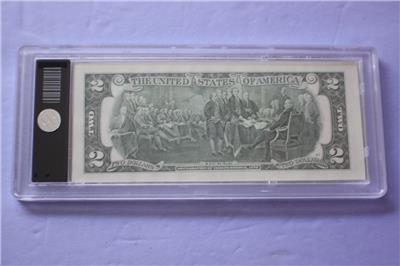 THE UNITED STATES OF AMERICA
2 2
TWO TWO
2 2
TWO DOLLARS TWO DOLLARS